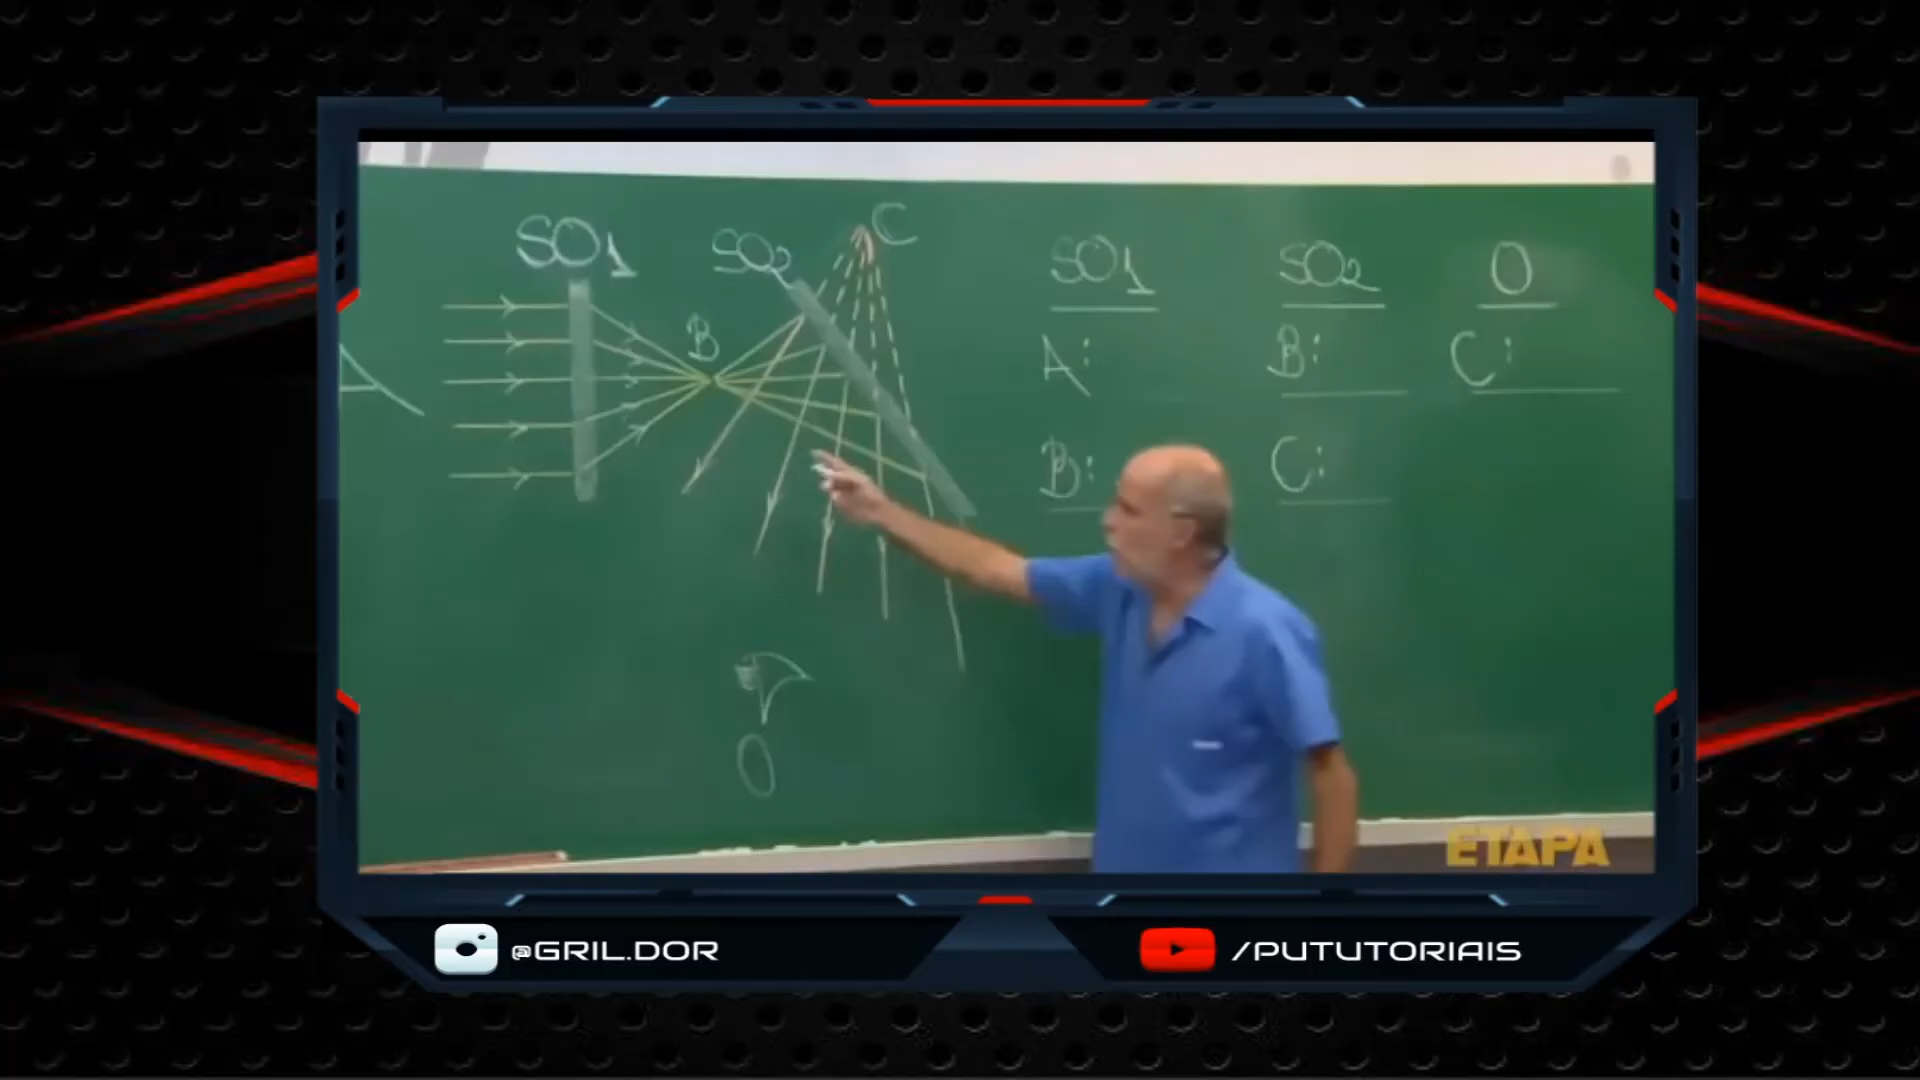 SO1
SO2
C
B
A
O
SO1
SO2
O
A:
B:
C:
B:
C:
ETAPA
@GRIL.DOR
/PUTUTORIAIS